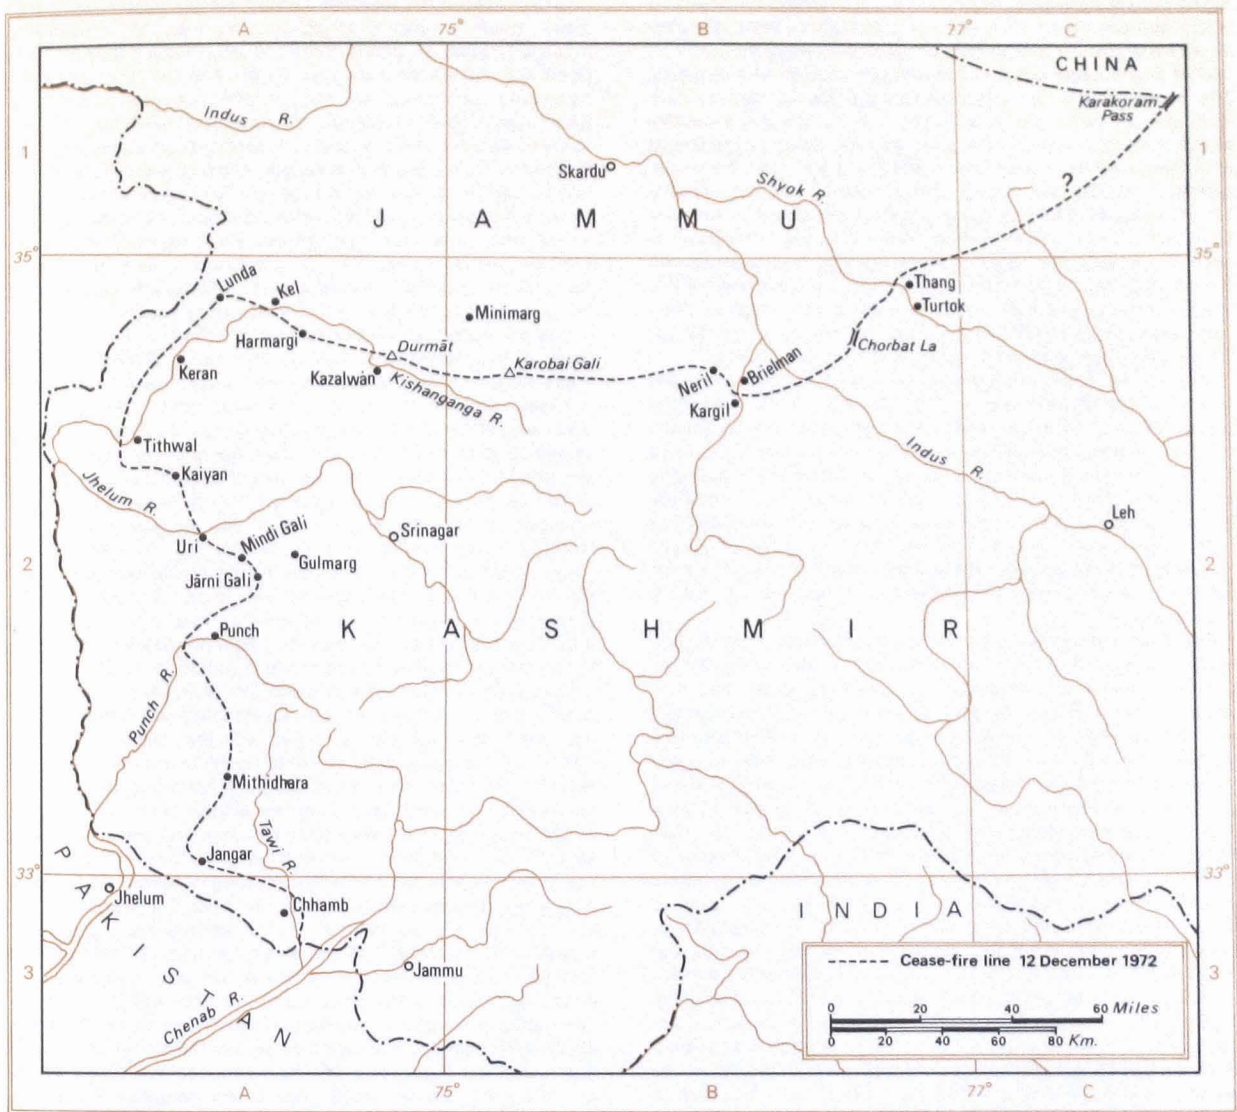 A 75° B 77° C
CHINA
Karakoram
Pass
Indus R.
1
1
Skardu
Shyok R.
?
J A M M U
35°
35°
Lunda
Kel
Thang
Turtok
Minimarg
Harmargi
Durmāt
Chorbat La
Keran
Karobai Gali
Brielman
Kazalwan
Neril
Kishanganga R.
Kargil
Tithwal
Indus R.
Kaiyan
Jhelum R.
Leh
Mindi Gali
Srinagar
Uri
Gulmarg
2
2
Järni Gali
Punch
K A S H M I R
Punch R.
Mithidhara
Tawi R.
Jangar
33°
33°
PAKISTAN
Jhelum
Chhamb
INDIA
Jammu
3
3
Cease-fire line 12 December 1972
Chenab R.
0 20 40 60 Miles
0 20 40 60 80 Km.
A 75° B 77° C